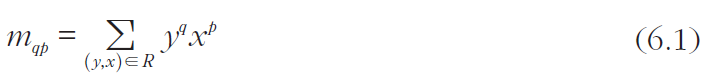 m_{qp} = \sum_{(y,x) \in R} y^q x^p (6.1)